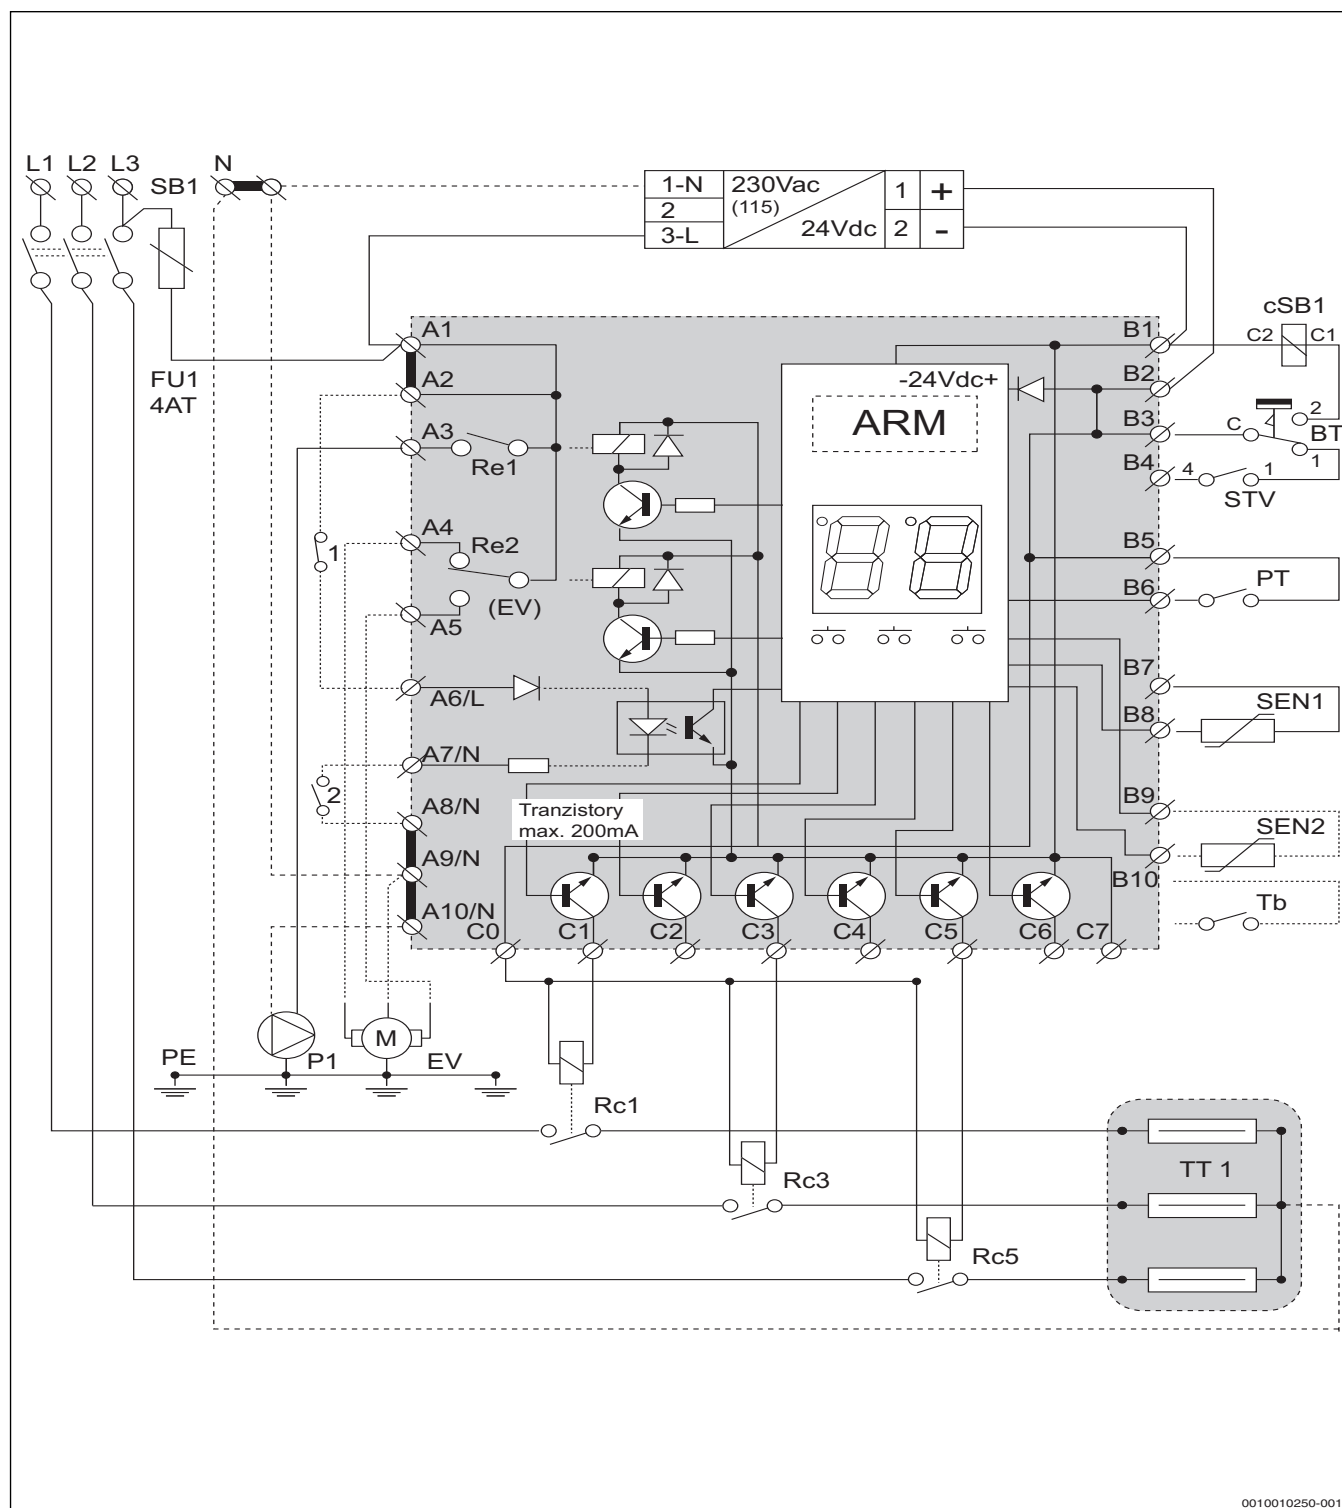 L1 L2 L3 SB1 N
1-N 230Vac 1 +
2 (115)
3-L 24Vdc 2 -
FU1
4AT
A1
A2
A3
Re1
A4
Re2
(EV)
A5
1
A6/L
A7/N
2
A8/N
A9/N
A10/N
-24Vdc+
ARM
Tranzistory
max. 200mA
B1
B2
B3
B4
B5
B6
B7
B8
B9
B10
cSB1
C2 C1
2
C BT
1
4 1
STV
PT
SEN1
SEN2
Tb
C0 C1 C2 C3 C4 C5 C6 C7
M
PE P1 EV
Rc1
Rc3
Rc5
TT 1
0010010250-001